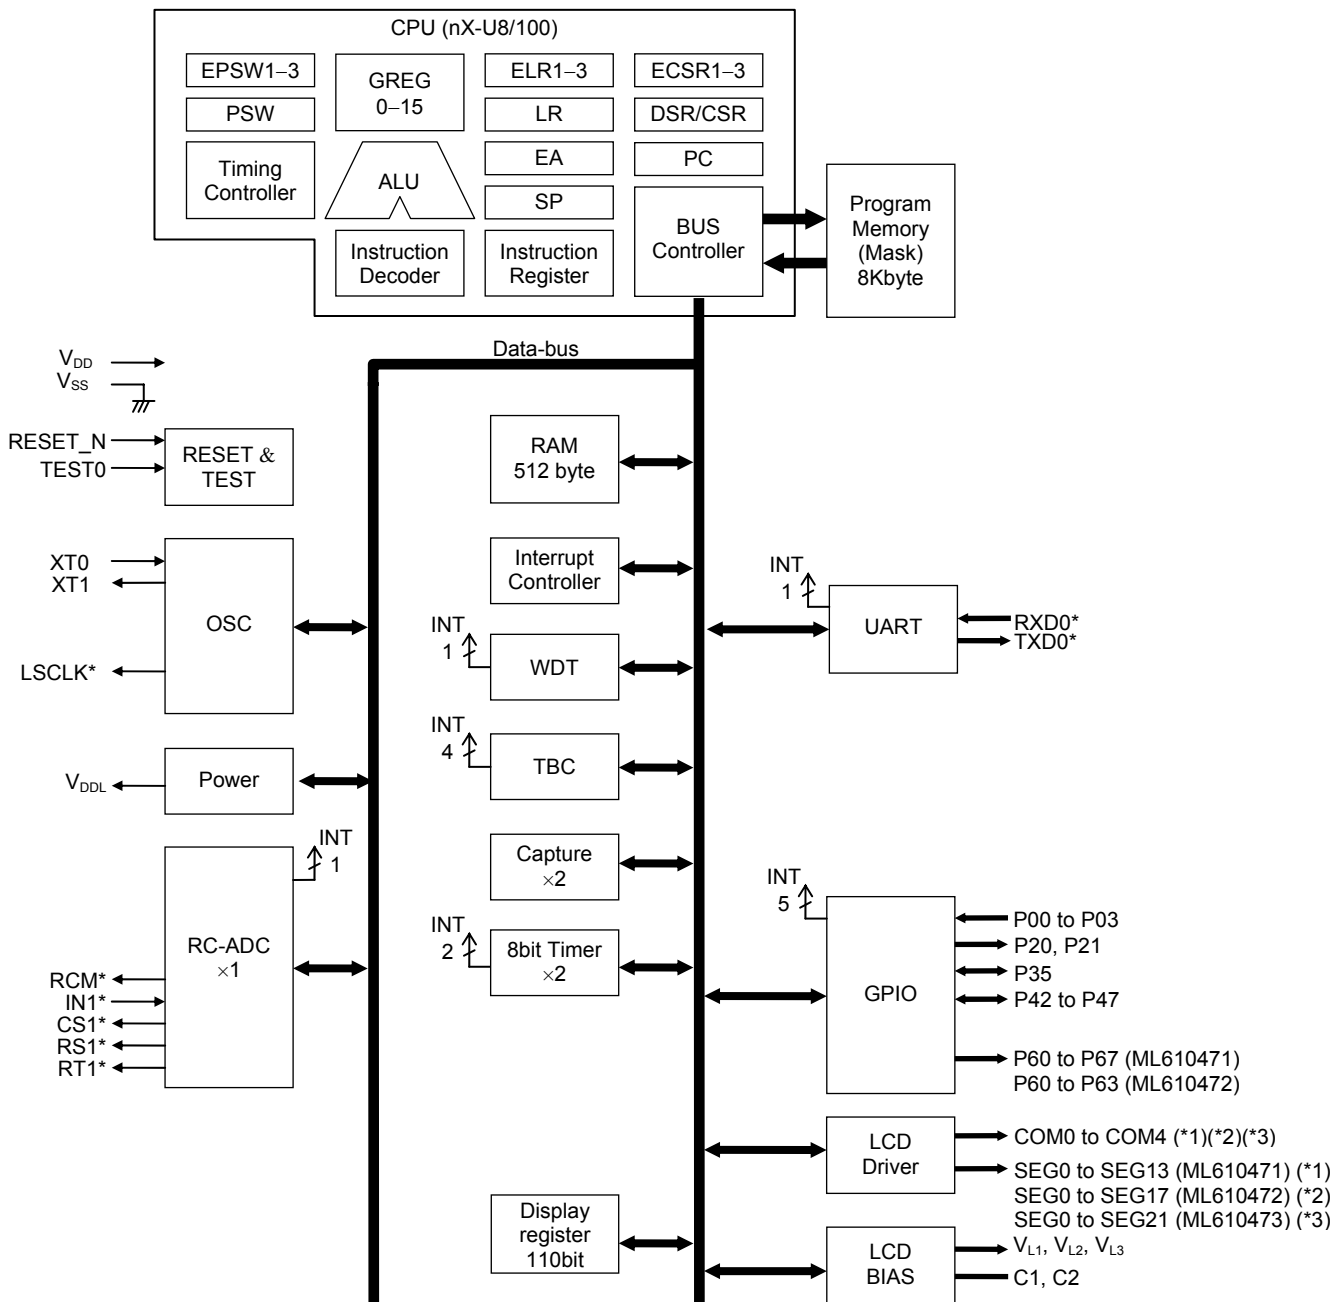 CPU (nX-U8/100)
EPSW1–3
GREG
0–15
ELR1–3
ECSR1–3
PSW
LR
DSR/CSR
Timing
Controller
ALU
EA
PC
SP
BUS
Controller
Program
Memory
(Mask)
8Kbyte
Instruction
Decoder
Instruction
Register
Data-bus
VDD
VSS
RESET_N
TEST0
RESET &
TEST
RAM
512 byte
XT0
XT1
OSC
LSCLK*
Interrupt
Controller
INT
1
WDT
INT
1
UART
RXD0*
TXD0*
INT
4
TBC
VDDL
Power
INT
1
RC-ADC
×1
RCM*
IN1*
CS1*
RS1*
RT1*
Capture
×2
INT
2
8bit Timer
×2
INT
5
GPIO
P00 to P03
P20, P21
P35
P42 to P47
P60 to P67 (ML610471)
P60 to P63 (ML610472)
LCD
Driver
COM0 to COM4 (*1)(*2)(*3)
SEG0 to SEG13 (ML610471) (*1)
SEG0 to SEG17 (ML610472) (*2)
SEG0 to SEG21 (ML610473) (*3)
Display
register
110bit
LCD
BIAS
VL1, VL2, VL3
C1, C2